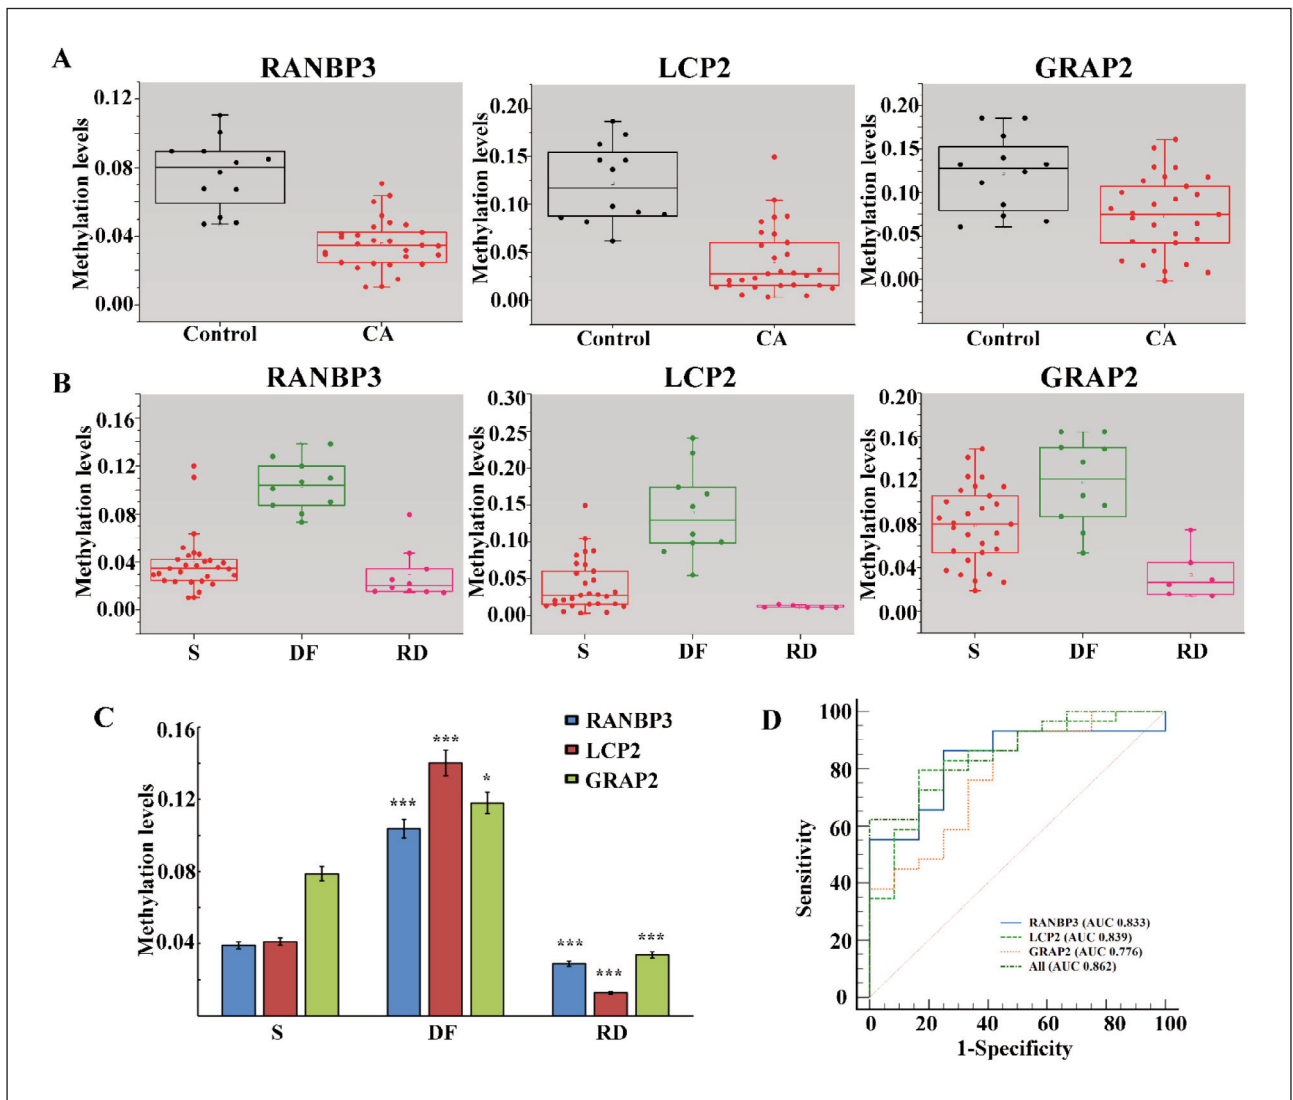 A
RANBP3
LCP2
GRAP2
Methylation levels
0.12
0.08
0.04
0.00
Control
CA
Methylation levels
0.20
0.15
0.10
0.05
0.00
Control
CA
Methylation levels
0.20
0.15
0.10
0.05
0.00
Control
CA
B
RANBP3
LCP2
GRAP2
Methylation levels
0.16
0.12
0.08
0.04
0.00
S
DF
RD
Methylation levels
0.30
0.25
0.20
0.15
0.10
0.05
0.00
S
DF
RD
Methylation levels
0.20
0.16
0.12
0.08
0.04
0.00
S
DF
RD
C
Methylation levels
0.16
0.12
0.08
0.04
***
***
*
***
***
***
S
DF
RD
RANBP3
LCP2
GRAP2
D
Sensitivity
100
80
60
40
20
0
0
20
40
60
80
100
1-Specificity
RANBP3 (AUC 0.833)
LCP2 (AUC 0.839)
GRAP2 (AUC 0.776)
All (AUC 0.862)